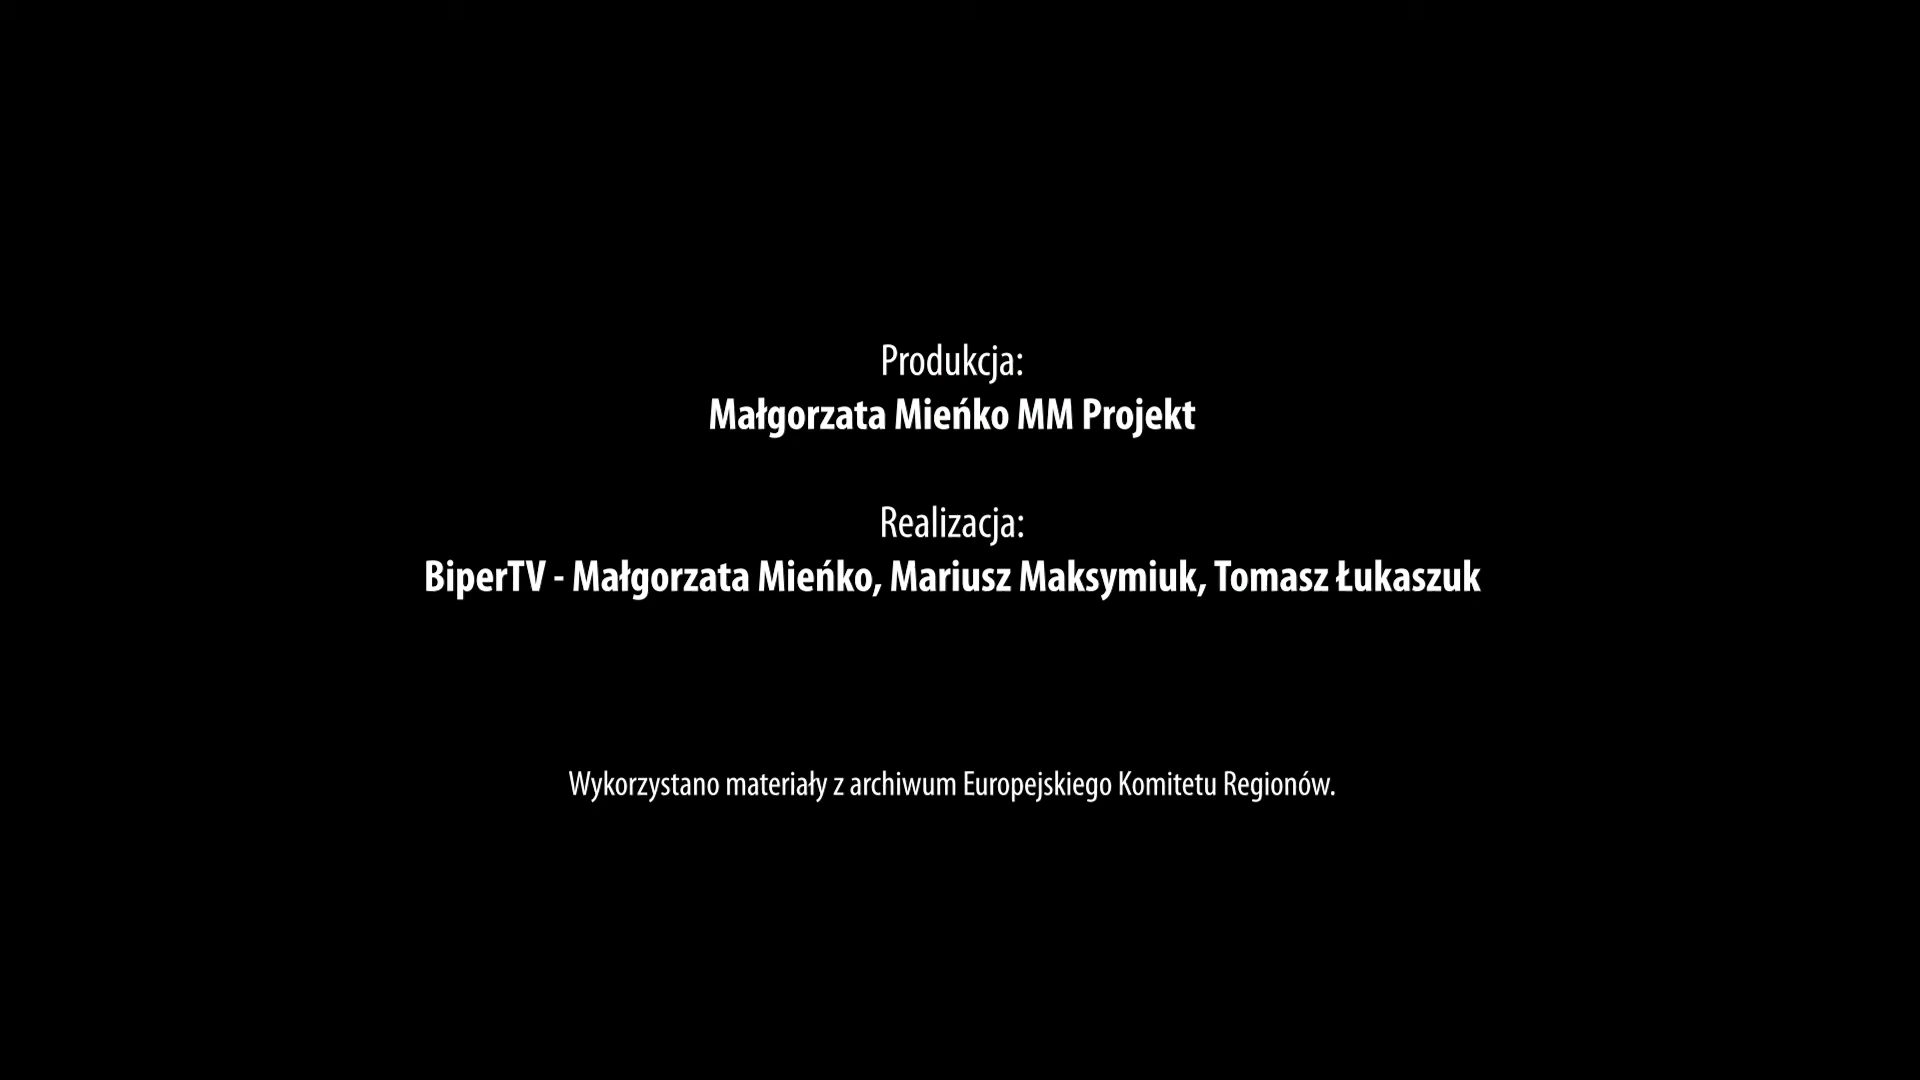 Produkcja:
Małgorzata Mieńko MM Projekt
Realizacja:
BiperTV - Małgorzata Mieńko, Mariusz Maksymiuk, Tomasz Łukaszuk
Wykorzystano materiały z archiwum Europejskiego Komitetu Regionów.